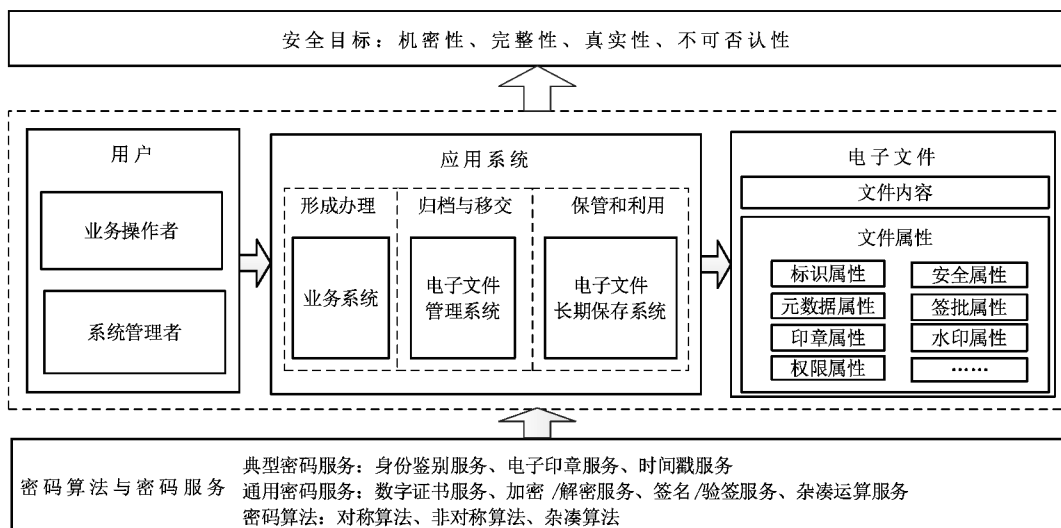 安全目标：机密性、完整性、真实性、不可否认性
用户
业务操作者
系统管理者
应用系统
形成办理
业务系统
归档与移交
电子文件
管理系统
保管和利用
电子文件
长期保存系统
电子文件
文件内容
文件属性
标识属性
安全属性
元数据属性
签批属性
印章属性
水印属性
权限属性
……
密码算法与密码服务
典型密码服务：身份鉴别服务、电子印章服务、时间戳服务
通用密码服务：数字证书服务、加密/解密服务、签名/验签服务、杂凑运算服务
密码算法：对称算法、非对称算法、杂凑算法